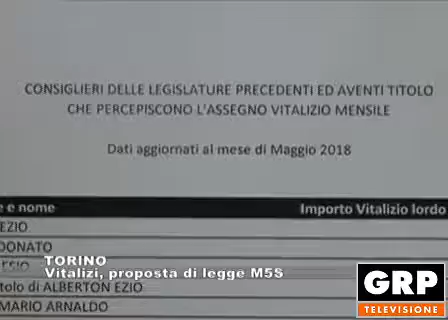 CONSIGLIERI DELLE LEGISLATURE PRECEDENTI ED AVENTI TITOLO
CHE PERCEPISCONO L'ASSEGNO VITALIZIO MENSILE
Dati aggiornati al mese di Maggio 2018
e nome Importo Vitalizio lordo
EZIO
DONATO
TORINO
Vitalizi, proposta di legge M5S
tolo di ALBERTON EZIO
MARIO ARNALDO
GRP
TELEVISIONE